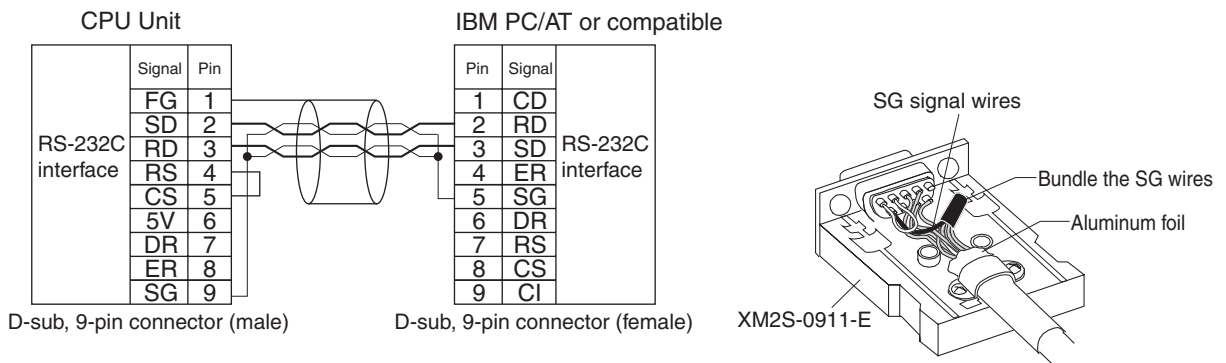 CPU Unit
IBM PC/AT or compatible
RS-232C
interface
Signal Pin
FG 1
SD 2
RD 3
RS 4
CS 5
5V 6
DR 7
ER 8
SG 9
Pin Signal
1 CD
2 RD
3 SD
4 ER
5 SG
6 DR
7 RS
8 CS
9 CI
RS-232C
interface
D-sub, 9-pin connector (male)
D-sub, 9-pin connector (female)
SG signal wires
Bundle the SG wires
Aluminum foil
XM2S-0911-E